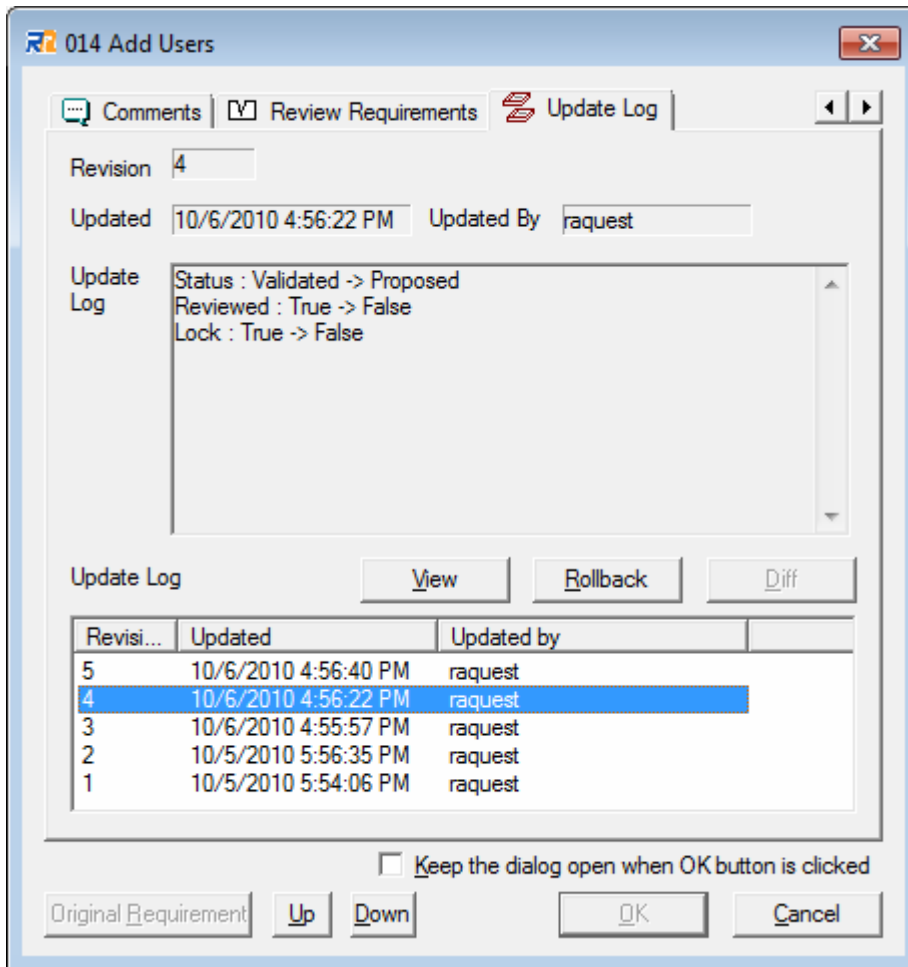 014 Add Users
Comments Review Requirements Update Log
Revision 4
Updated 10/6/2010 4:56:22 PM Updated By raquest
Update Log
Status : Validated -> Proposed
Reviewed : True -> False
Lock : True -> False
Update Log View Rollback Diff
Revisi... Updated Updated by
5 10/6/2010 4:56:40 PM raquest
4 10/6/2010 4:56:22 PM raquest
3 10/6/2010 4:55:57 PM raquest
2 10/5/2010 5:56:35 PM raquest
1 10/5/2010 5:54:06 PM raquest
Keep the dialog open when OK button is clicked
Original Requirement Up Down OK Cancel